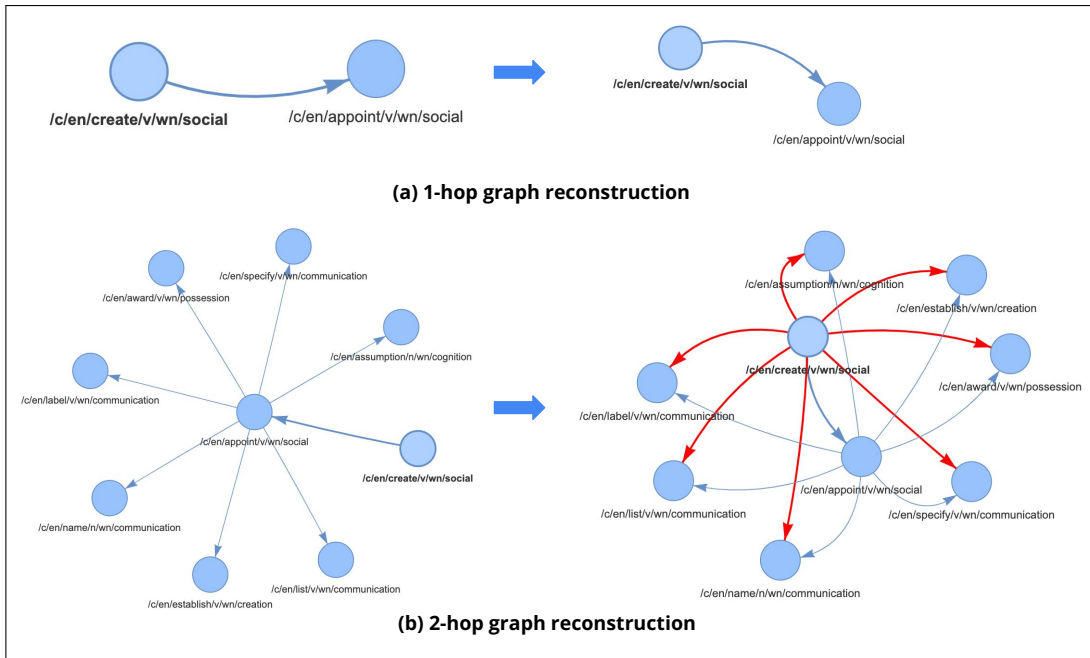 /c/en/create/v/wn/social
/c/en/appoint/v/wn/social
/c/en/create/v/wn/social
/c/en/appoint/v/wn/social
(a) 1-hop graph reconstruction
/c/en/specify/v/wn/communication
/c/en/award/v/wn/possession
/c/en/assumption/n/wn/cognition
/c/en/label/v/wn/communication
/c/en/appoint/v/wn/social
/c/en/create/v/wn/social
/c/en/name/n/wn/communication
/c/en/list/v/wn/communication
/c/en/establish/v/wn/creation
/c/en/assumption/n/wn/cognition
/c/en/establish/v/wn/creation
/c/en/create/v/wn/social
/c/en/award/v/wn/possession
/c/en/label/v/wn/communication
/c/en/appoint/v/wn/social
/c/en/list/v/wn/communication
/c/en/specify/v/wn/communication
/c/en/name/n/wn/communication
(b) 2-hop graph reconstruction